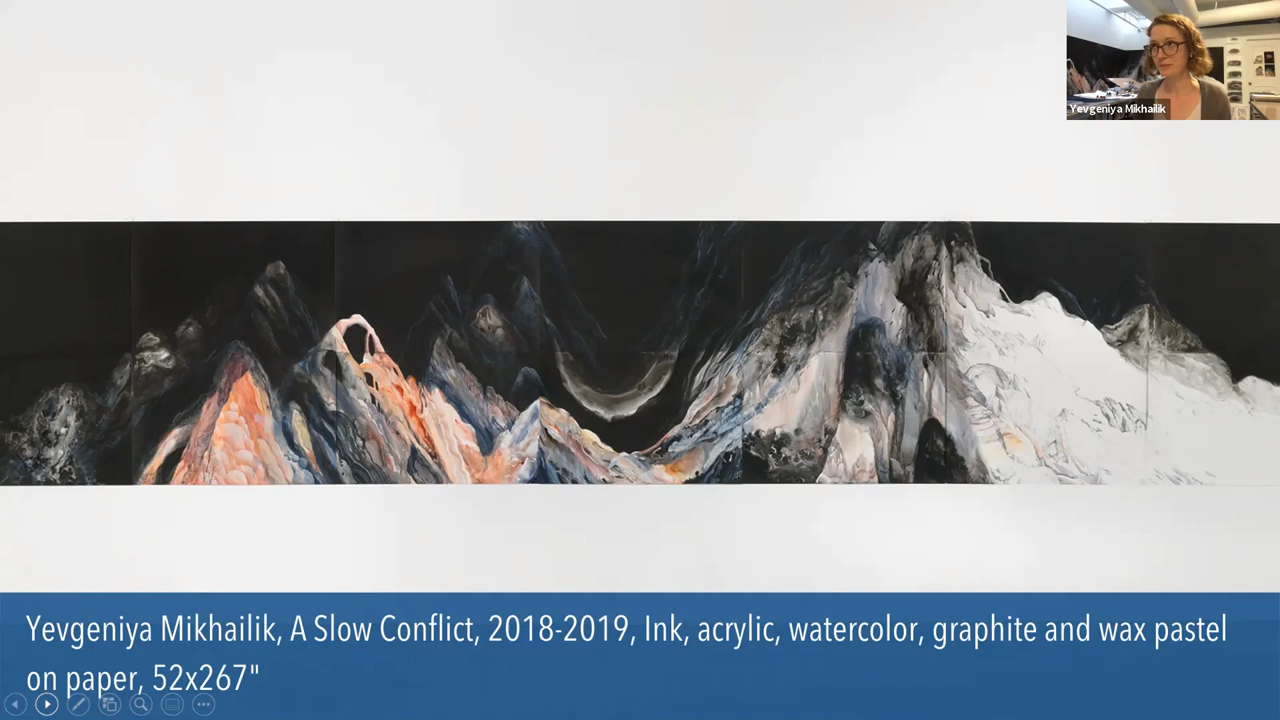 Yevgeniya Mikhailik
Yevgeniya Mikhailik, A Slow Conflict, 2018-2019, Ink, acrylic, watercolor, graphite and wax pastel
on paper, 52x267"